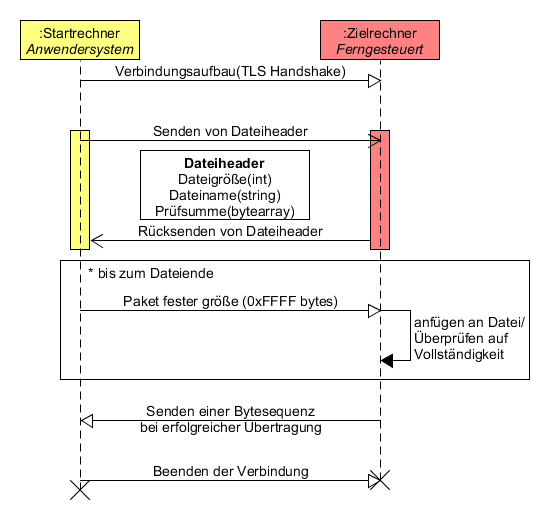 :Startrechner
Anwendersystem
:Zielrechner
Ferngesteuert
Verbindungsaufbau(TLS Handshake)
Senden von Dateiheader
Dateiheader
Dateigröße(int)
Dateiname(string)
Prüfsumme(bytearray)
Rücksenden von Dateiheader
* bis zum Dateiende
Paket fester größe (0xFFFF bytes)
anfügen an Datei/
Überprüfen auf
Vollständigkeit
Senden einer Bytesequenz
bei erfolgreicher Übertragung
Beenden der Verbindung